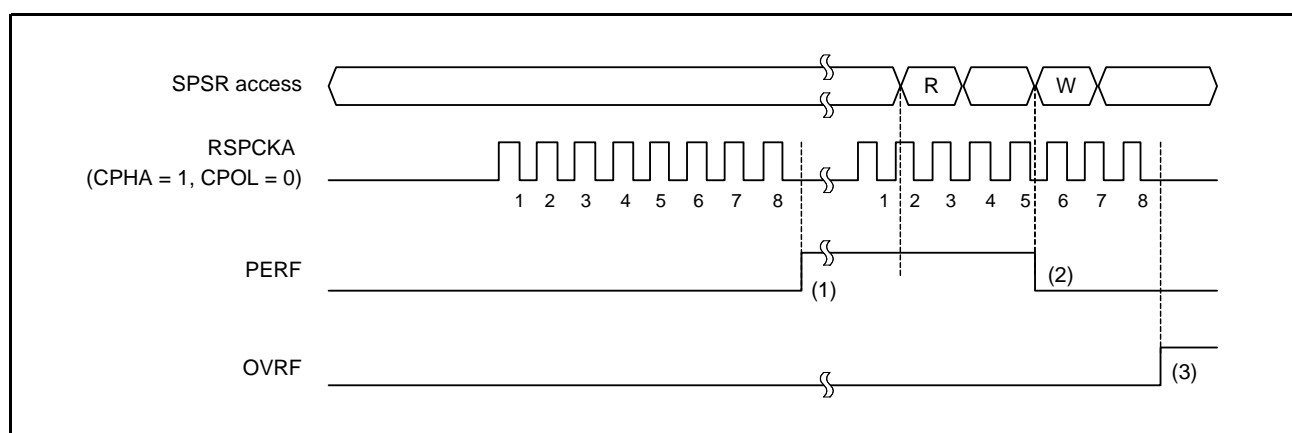 SPSR access
R
W
RSPCKA
(CPHA = 1, CPOL = 0)
1 2 3 4 5 6 7 8
1 2 3 4 5 6 7 8
PERF
(1)
(2)
OVRF
(3)